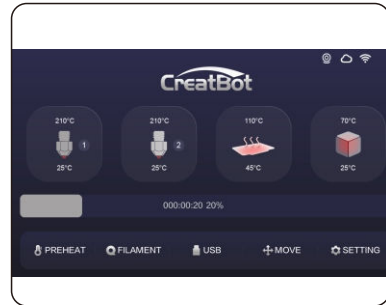 CreatBot
210°C 210°C 110°C 70°C
1 2
25°C 25°C 45°C 25°C
000:00:20 20%
PREHEAT FILAMENT USB MOVE SETTING